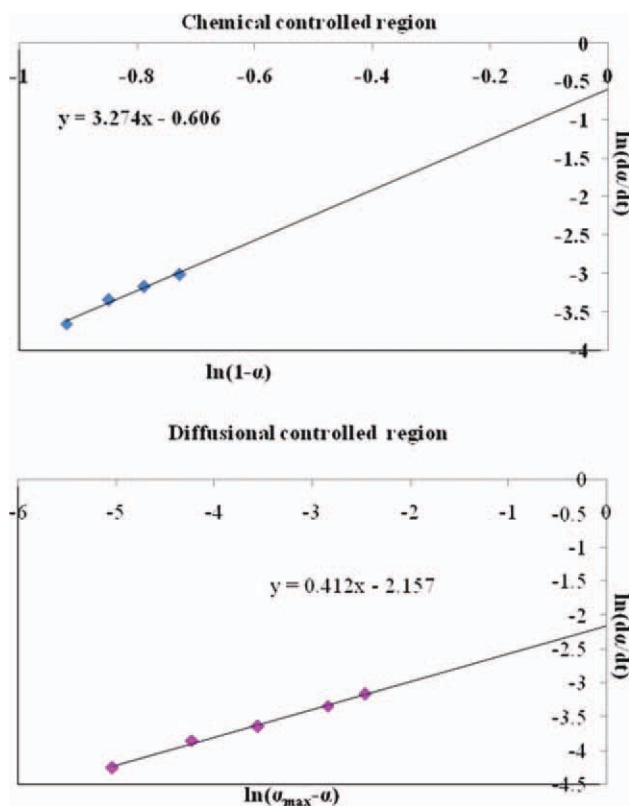 Chemical controlled region
-1 -0.8 -0.6 -0.4 -0.2 0
0
-0.5
-1
-1.5
-2
-2.5
-3
-3.5
-4
y = 3.274x - 0.606
ln(dα/dt)
ln(1-α)
Diffusional controlled region
-6 -5 -4 -3 -2 -1 0
0
-0.5
-1
-1.5
-2
-2.5
-3
-3.5
-4
-4.5
y = 0.412x - 2.157
ln(dα/dt)
ln(αmax-α)